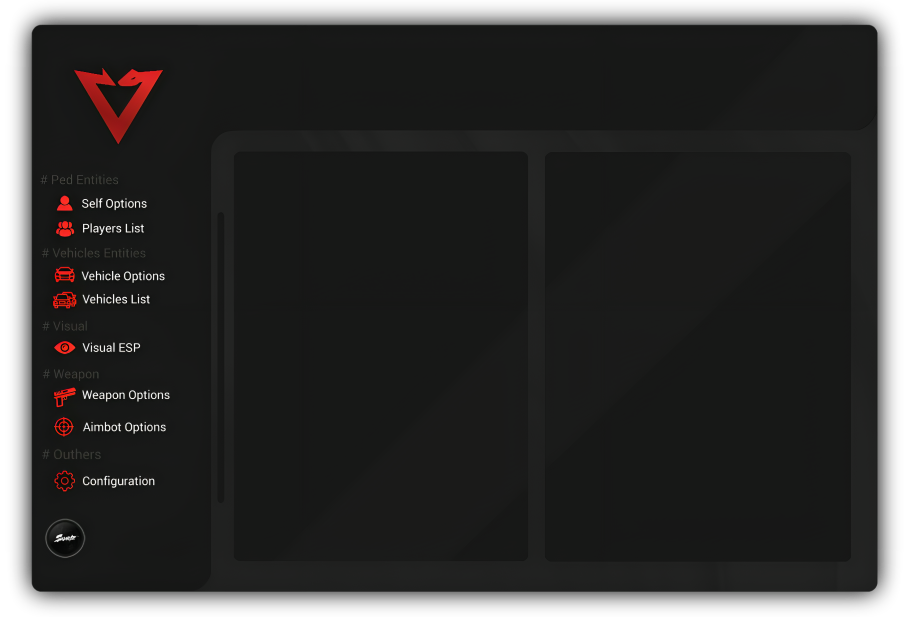 # Ped Entities
Self Options
Players List
# Vehicles Entities
Vehicle Options
Vehicles List
# Visual
Visual ESP
# Weapon
Weapon Options
Aimbot Options
# Outhers
Configuration